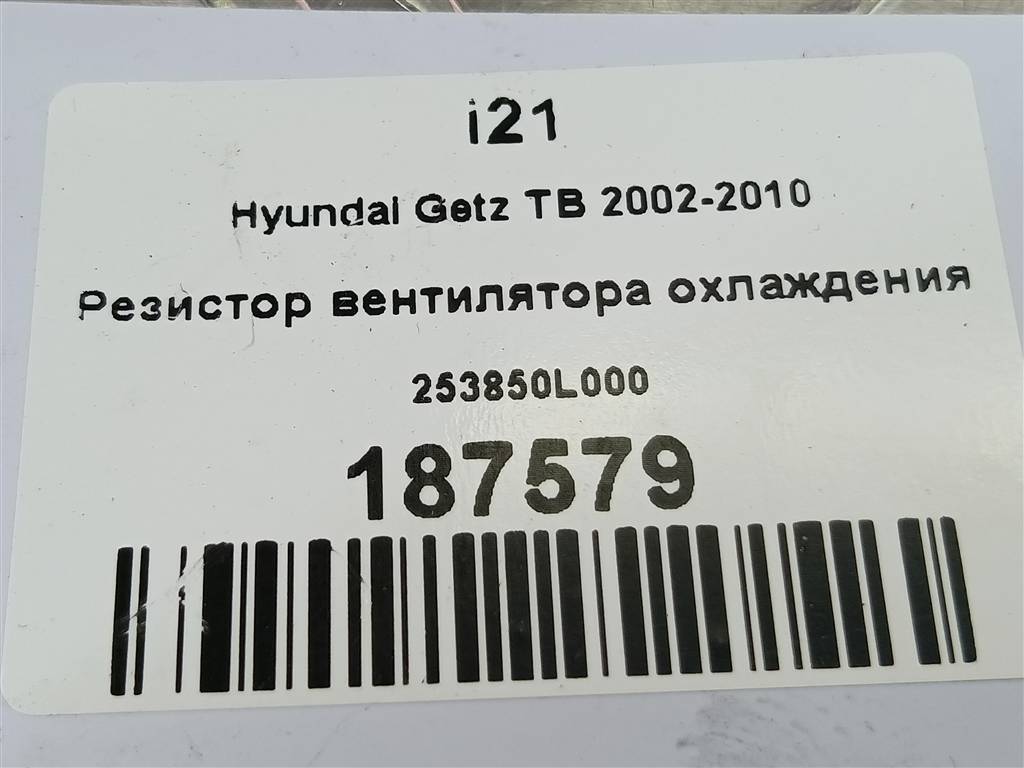 i21
Hyundai Getz TB 2002-2010
Резистор вентилятора охлаждения
253850L000
187579